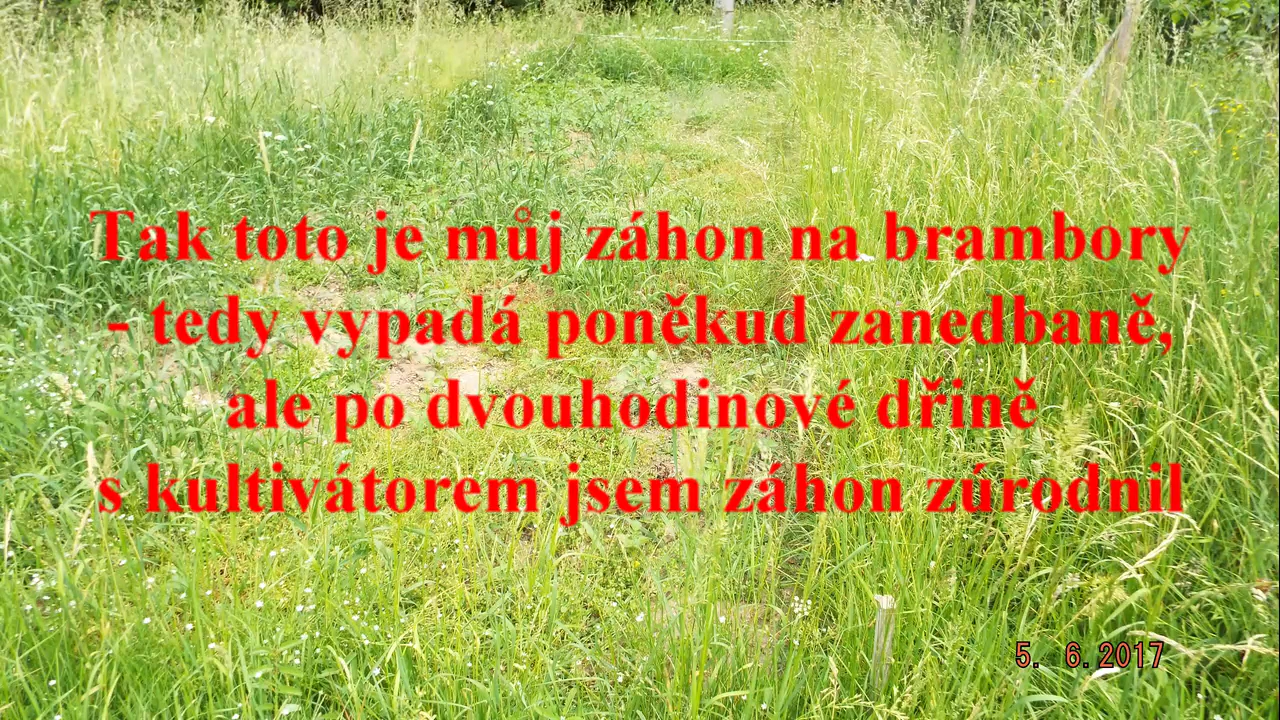 Tak toto je můj záhon na brambory
- tedy vypadá poněkud zanedbaně,
ale po dvouhodinové dřině
s kultivátorem jsem záhon zúrodnil
5. 6.2017